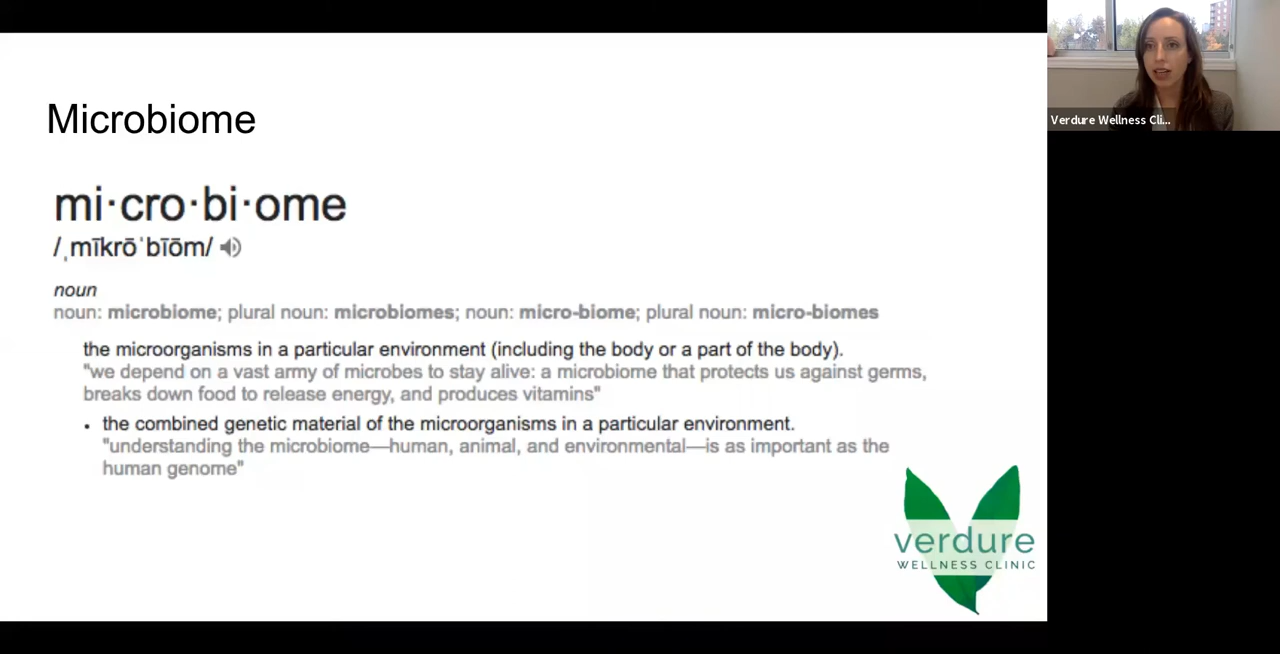 Microbiome
mi·cro·bi·ome
/ˌmīkrōˈbīōm/
noun
noun: microbiome; plural noun: microbiomes; noun: micro-biome; plural noun: micro-biomes
the microorganisms in a particular environment (including the body or a part of the body).
"we depend on a vast army of microbes to stay alive: a microbiome that protects us against germs,
breaks down food to release energy, and produces vitamins"
• the combined genetic material of the microorganisms in a particular environment.
"understanding the microbiome—human, animal, and environmental—is as important as the
human genome"
verdure
WELLNESS CLINIC
Verdure Wellness Cli...